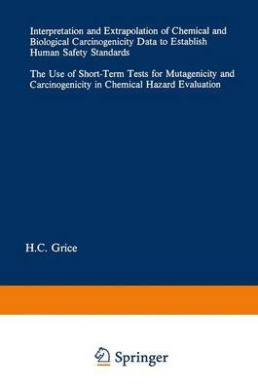 Interpretation and Extrapolation of Chemical and
Biological Carcinogenicity Data to Establish
Human Safety Standards
The Use of Short-Term Tests for Mutagenicity and
Carcinogenicity in Chemical Hazard Evaluation
H.C. Grice
Springer